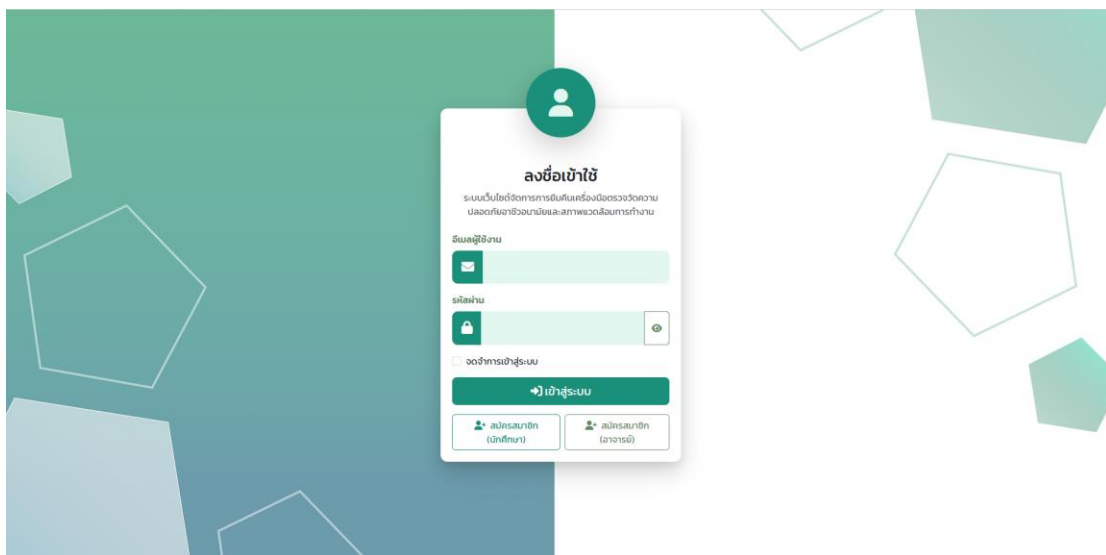 ลงชื่อเข้าใช้
ระบบเว็บไซต์จัดการการยืมคืนเครื่องมือตรวจวัดความ
ปลอดภัยอาชีวอนามัยและสภาพแวดล้อมการทำงาน
อีเมลผู้ใช้งาน
รหัสผ่าน
จดจำการเข้าสู่ระบบ
เข้าสู่ระบบ
สมัครสมาชิก
(นักศึกษา)
สมัครสมาชิก
(อาจารย์)